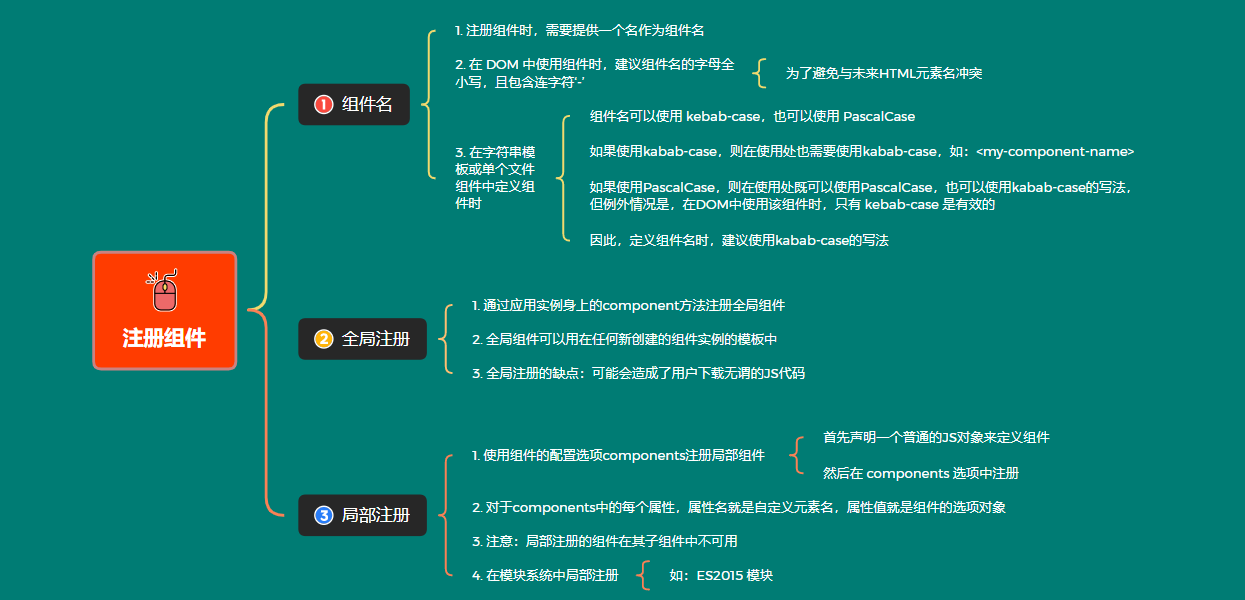 注册组件
1 组件名
1. 注册组件时，需要提供一个名作为组件名
2. 在 DOM 中使用组件时，建议组件名的字母全
小写，且包含连字符'-'
为了避免与未来HTML元素名冲突
3. 在字符串模
板或单个文件
组件中定义组
件时
组件名可以使用 kebab-case，也可以使用 PascalCase
如果使用kabab-case，则在使用处也需要使用kabab-case，如：<my-component-name>
如果使用PascalCase，则在使用处既可以使用PascalCase，也可以使用kabab-case的写法，
但例外情况是，在DOM中使用该组件时，只有 kebab-case 是有效的
因此，定义组件名时，建议使用kabab-case的写法
2 全局注册
1. 通过应用实例身上的component方法注册全局组件
2. 全局组件可以用在任何新创建的组件实例的模板中
3. 全局注册的缺点：可能会造成了用户下载无谓的JS代码
3 局部注册
1. 使用组件的配置选项components注册局部组件
首先声明一个普通的JS对象来定义组件
然后在 components 选项中注册
2. 对于components中的每个属性，属性名就是自定义元素名，属性值就是组件的选项对象
3. 注意：局部注册的组件在其子组件中不可用
4. 在模块系统中局部注册
如：ES2015 模块